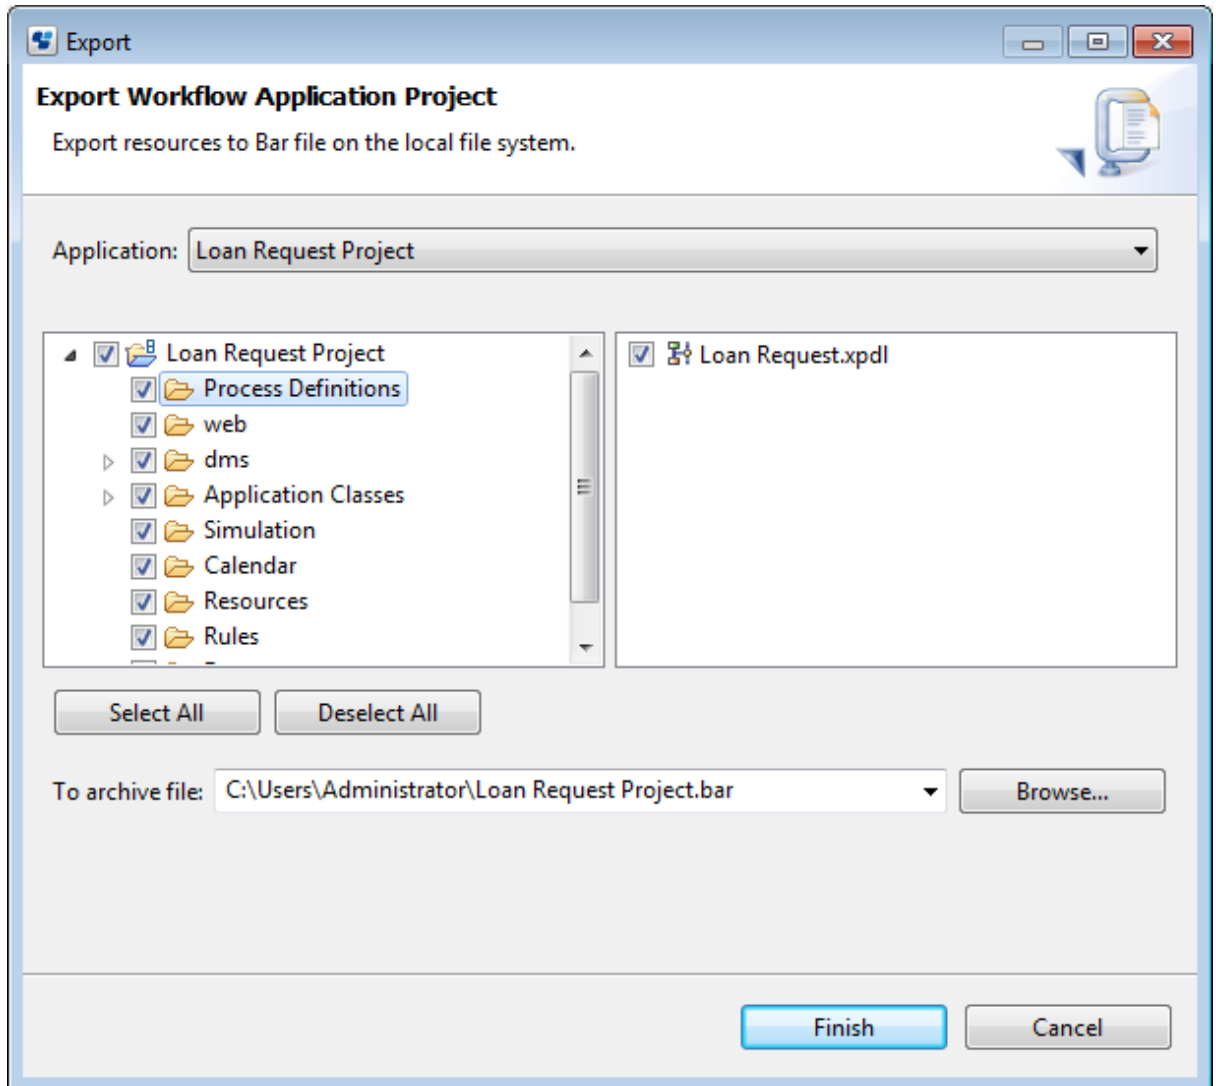 Export
Export Workflow Application Project
Export resources to Bar file on the local file system.
Application: Loan Request Project
Loan Request Project
Process Definitions
web
dms
Application Classes
Simulation
Calendar
Resources
Rules
Loan Request.xpdl
Select All Deselect All
To archive file: C:\Users\Administrator\Loan Request Project.bar Browse...
Finish Cancel